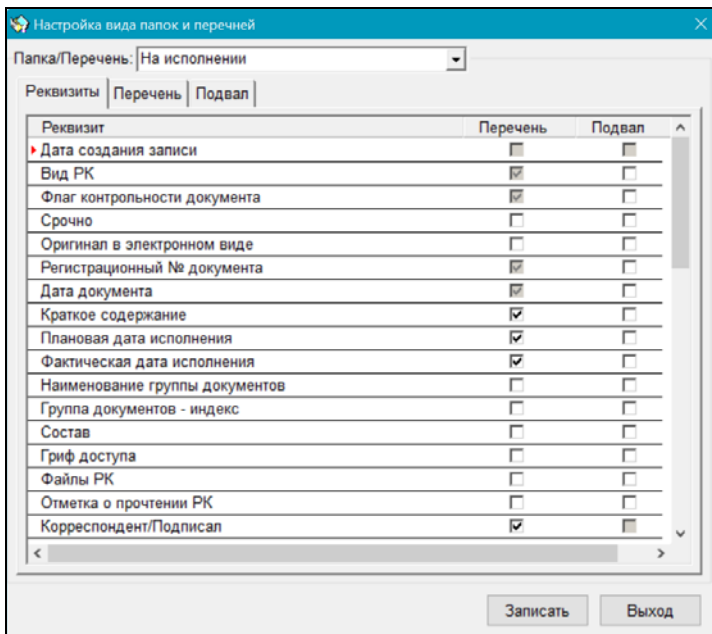 Настройка вида папок и перечней
Папка/Перечень: На исполнении
Реквизиты Перечень Подвал
Реквизит Перечень Подвал
Дата создания записи
Вид РК
Флаг контрольности документа
Срочно
Оригинал в электронном виде
Регистрационный № документа
Дата документа
Краткое содержание
Плановая дата исполнения
Фактическая дата исполнения
Наименование группы документов
Группа документов - индекс
Состав
Гриф доступа
Файлы РК
Отметка о прочтении РК
Корреспондент/Подписал
Записать Выход